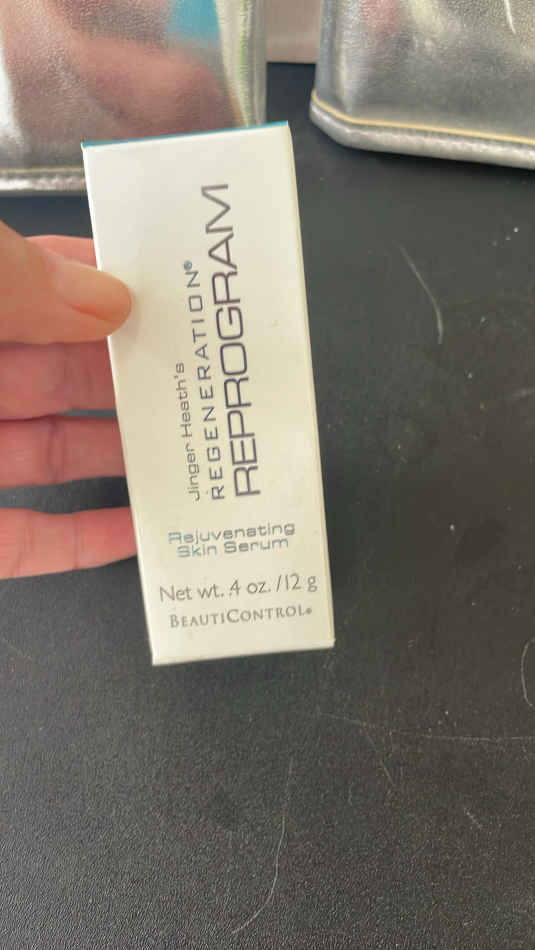 Jinger Heath's
REGENERATION®
REPROGRAM
Rejuvenating
Skin Serum
Net wt. .4 oz. /12 g
BEAUTICONTROL®